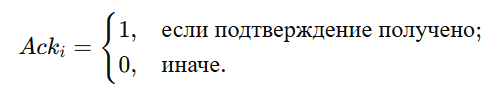 Ack_i = { 1, если подтверждение получено;
0, иначе.